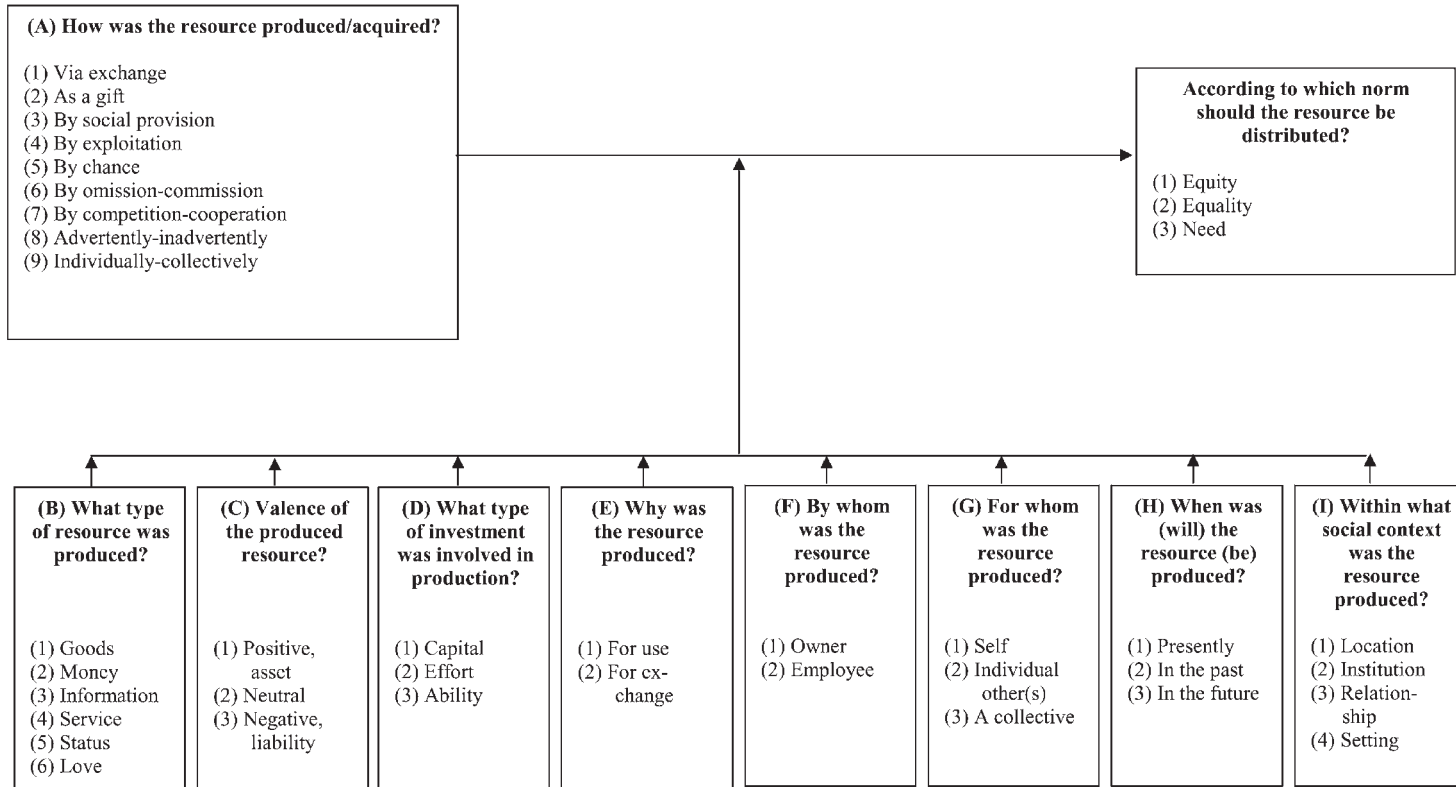 (A) How was the resource produced/acquired?
(1) Via exchange
(2) As a gift
(3) By social provision
(4) By exploitation
(5) By chance
(6) By omission-commission
(7) By competition-cooperation
(8) Advertently-inadvertently
(9) Individually-collectively
According to which norm
should the resource be
distributed?
(1) Equity
(2) Equality
(3) Need
(B) What type
of resource was
produced?
(1) Goods
(2) Money
(3) Information
(4) Service
(5) Status
(6) Love
(C) Valence of
the produced
resource?
(1) Positive,
asset
(2) Neutral
(3) Negative,
liability
(D) What type
of investment
was involved in
production?
(1) Capital
(2) Effort
(3) Ability
(E) Why was
the resource
produced?
(1) For use
(2) For ex-
change
(F) By whom
was the
resource
produced?
(1) Owner
(2) Employee
(G) For whom
was the
resource
produced?
(1) Self
(2) Individual
other(s)
(3) A collective
(H) When was
(will) the
resource (be)
produced?
(1) Presently
(2) In the past
(3) In the future
(I) Within what
social context
was the
resource
produced?
(1) Location
(2) Institution
(3) Relation-
ship
(4) Setting